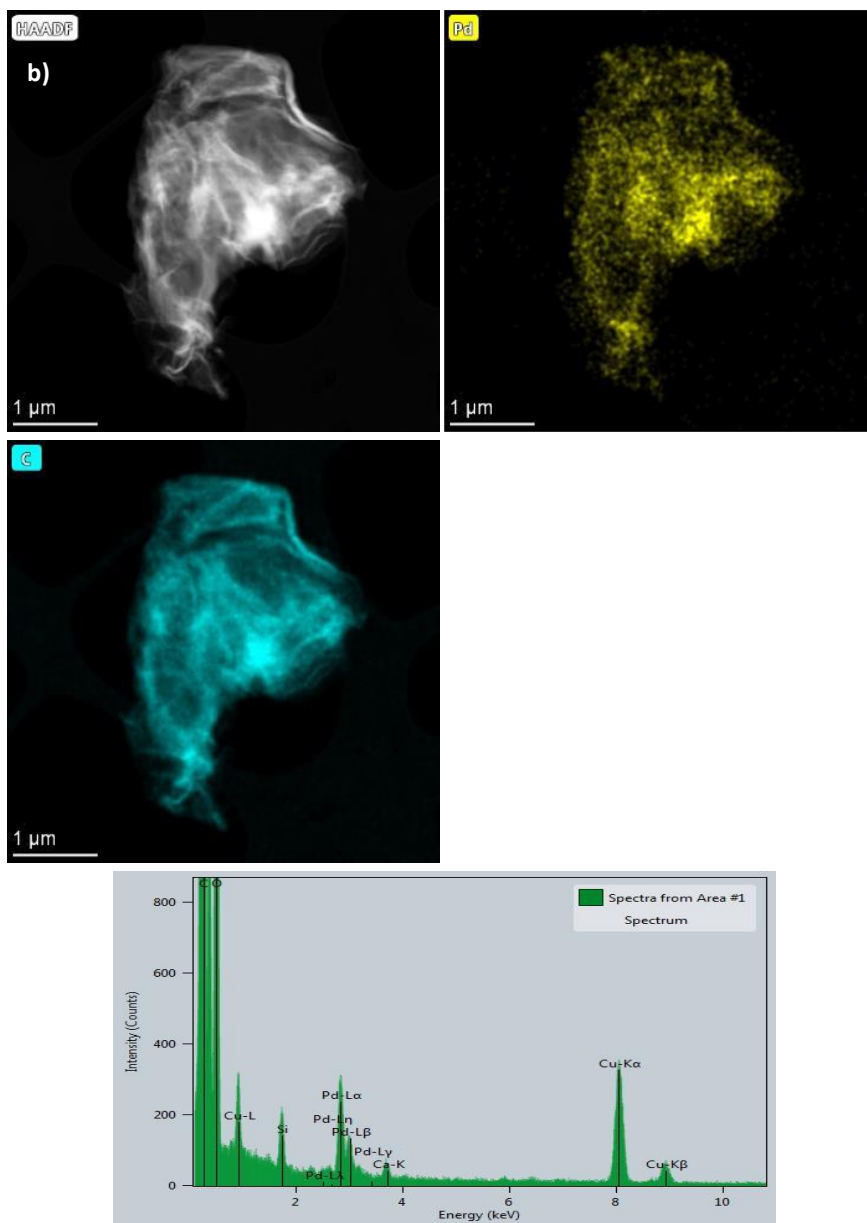 HAADF
b)
1 µm
Pd
1 µm
C
1 µm
C O
Spectra from Area #1
Spectrum
800
600
400
200
0
Intensity (Counts)
Cu-L
Si
Pd-Lα
Pd-Lη
Pd-Lβ
Pd-Lγ
Pd-Lλ
Ca-K
Cu-Kα
Cu-Kβ
2 4 6 8 10
Energy (keV)